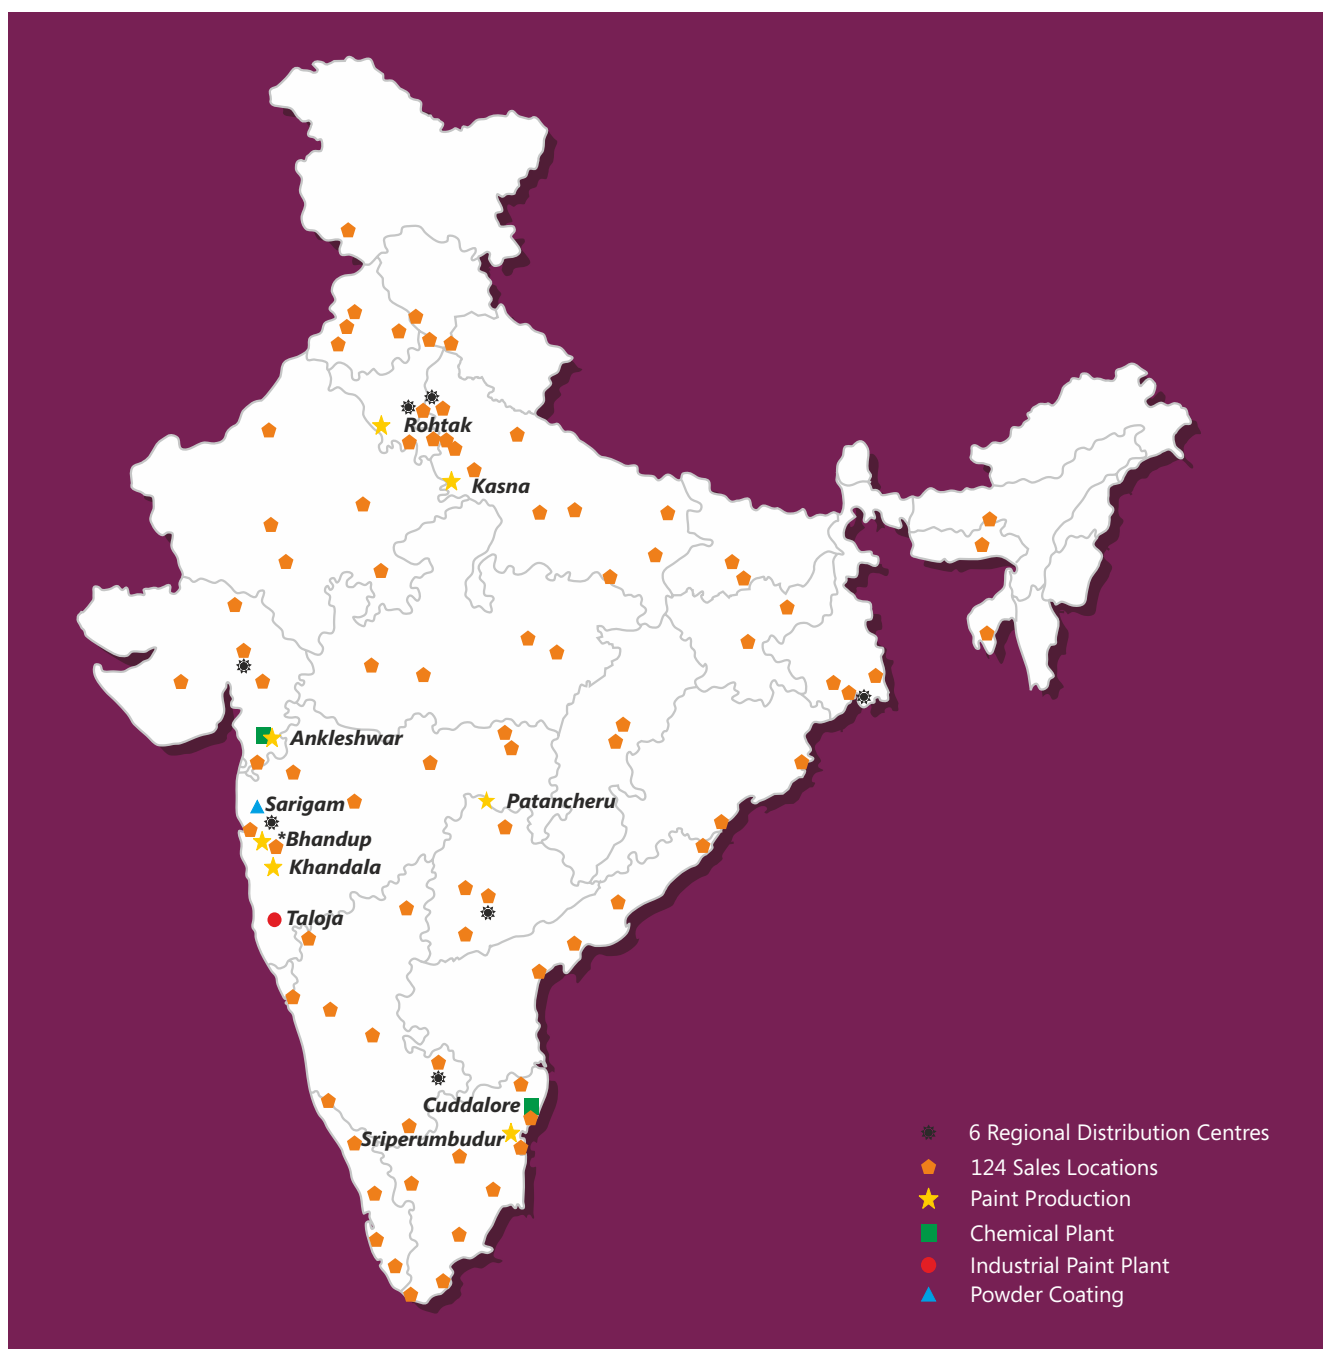 Rohtak
Kasna
Ankleshwar
Sarigam
Patancheru
*Bhandup
Khandala
Taloja
Cuddalore
Sriperumbudur
6 Regional Distribution Centres
124 Sales Locations
Paint Production
Chemical Plant
Industrial Paint Plant
Powder Coating